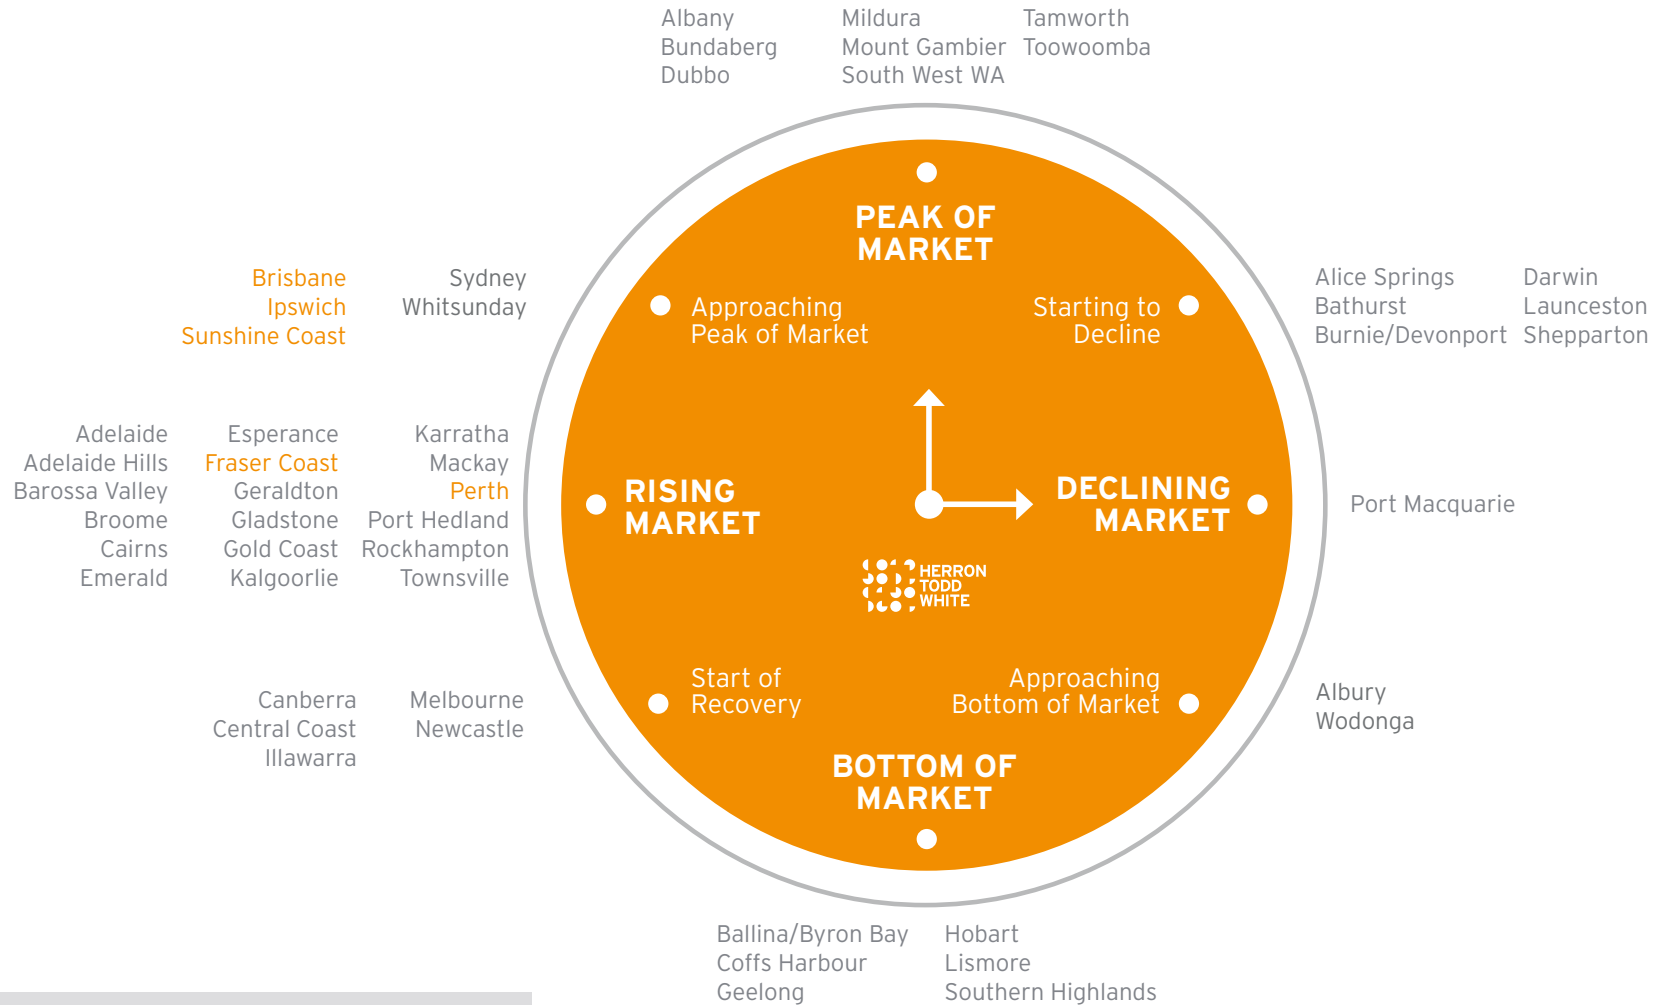 Albany
Bundaberg
Dubbo
Mildura
Mount Gambier
South West WA
Tamworth
Toowoomba
PEAK OF
MARKET
Brisbane
Ipswich
Sunshine Coast
Sydney
Whitsunday
Approaching
Peak of Market
Starting to
Decline
Alice Springs
Bathurst
Burnie/Devonport
Darwin
Launceston
Shepparton
Adelaide
Adelaide Hills
Barossa Valley
Broome
Cairns
Emerald
Esperance
Fraser Coast
Geraldton
Gladstone
Gold Coast
Kalgoorlie
Karratha
Mackay
Perth
Port Hedland
Rockhampton
Townsville
RISING
MARKET
DECLINING
MARKET
Port Macquarie
HERRON
TODD
WHITE
Canberra
Central Coast
Illawarra
Melbourne
Newcastle
Start of
Recovery
Approaching
Bottom of Market
Albury
Wodonga
BOTTOM OF
MARKET
Ballina/Byron Bay
Coffs Harbour
Geelong
Hobart
Lismore
Southern Highlands